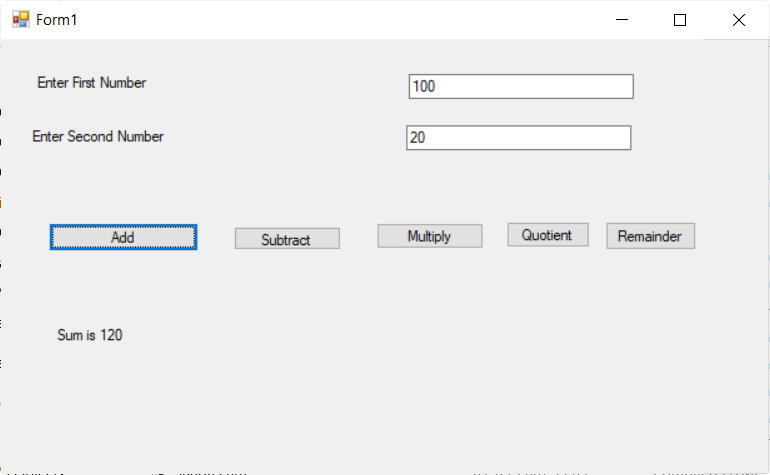 Form1
Enter First Number 100
Enter Second Number 20
Add Subtract Multiply Quotient Remainder
Sum is 120